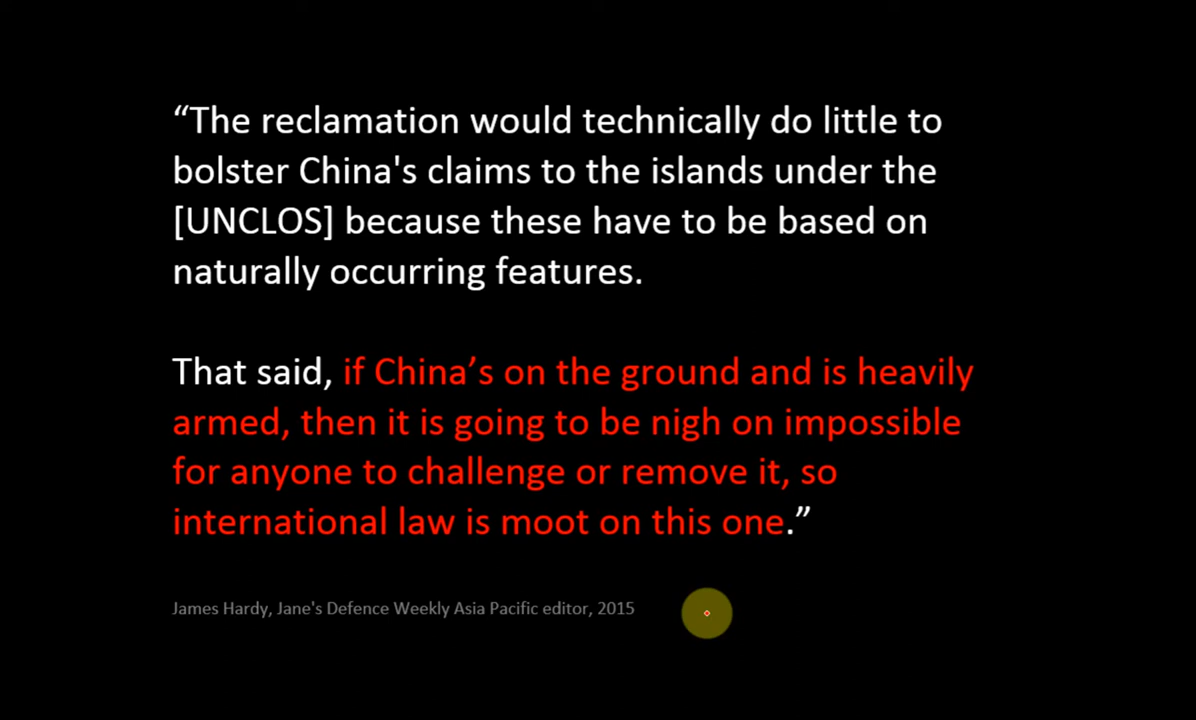 “The reclamation would technically do little to
bolster China's claims to the islands under the
[UNCLOS] because these have to be based on
naturally occurring features.
That said, if China’s on the ground and is heavily
armed, then it is going to be nigh on impossible
for anyone to challenge or remove it, so
international law is moot on this one.”
James Hardy, Jane's Defence Weekly Asia Pacific editor, 2015